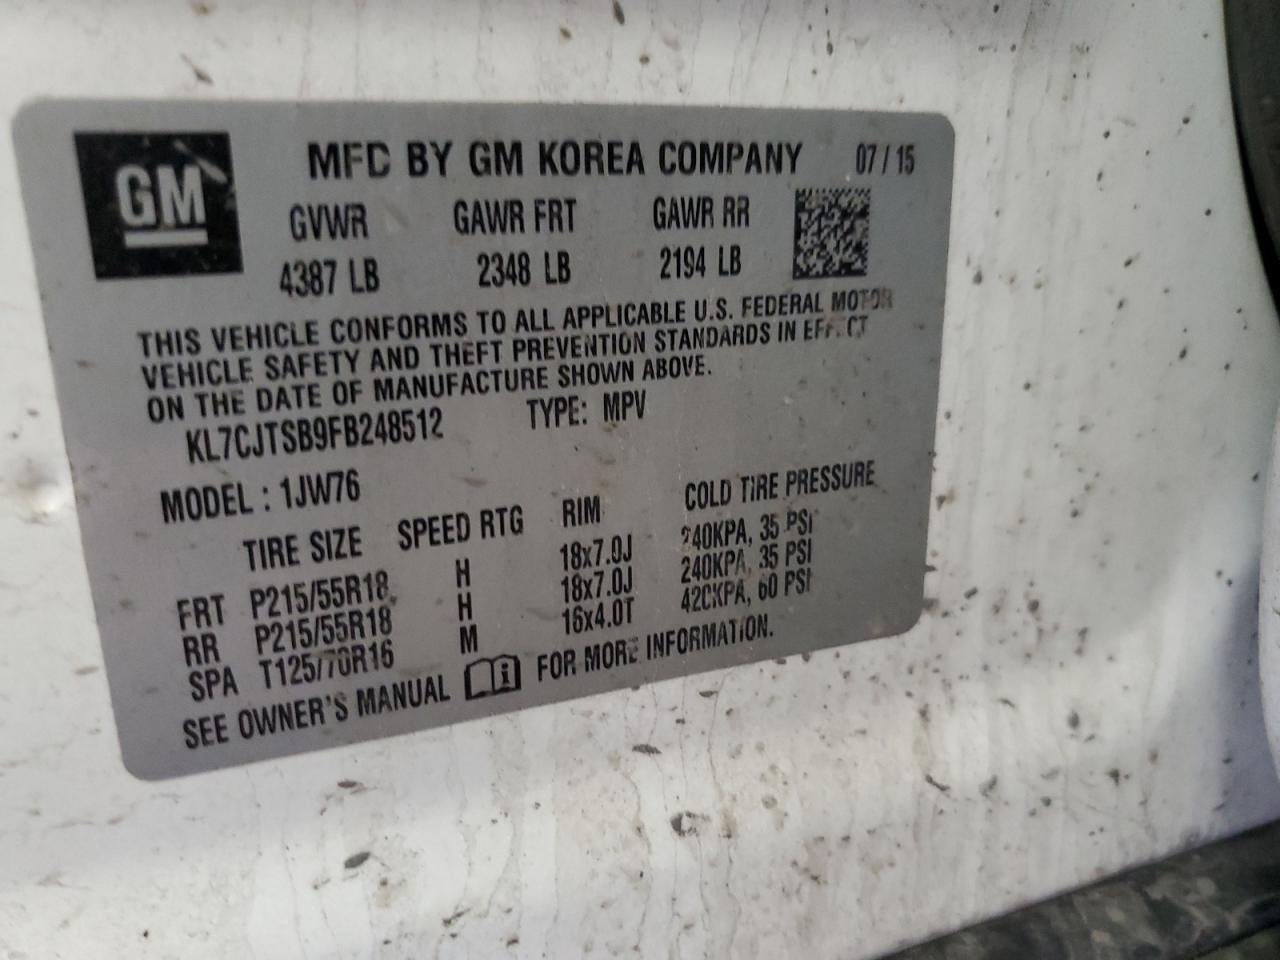 GM
MFD BY GM KOREA COMPANY 07/15
GVWR GAWR FRT GAWR RR
4387 LB 2348 LB 2194 LB
THIS VEHICLE CONFORMS TO ALL APPLICABLE U.S. FEDERAL MOTOR
VEHICLE SAFETY AND THEFT PREVENTION STANDARDS IN EFFECT
ON THE DATE OF MANUFACTURE SHOWN ABOVE.
KL7CJTSB9FB248512 TYPE: MPV
MODEL : 1JW76
TIRE SIZE SPEED RTG RIM COLD TIRE PRESSURE
FRT P215/55R18 H 18x7.0J 240KPA, 35 PSI
RR P215/55R18 H 18x7.0J 240KPA, 35 PSI
SPA T125/70R16 M 16x4.0T 420KPA, 60 PSI
SEE OWNER'S MANUAL i FOR MORE INFORMATION.